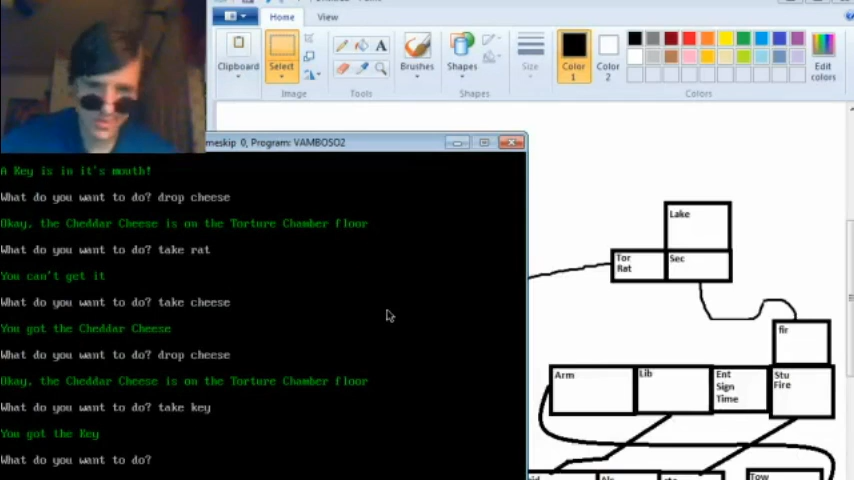 Home
View
Clipboard
Select
Image
Tools
Brushes
Shapes
Shapes
Size
Color
1
Color
2
Edit
colors
Colors
meskip 0, Program: VAMBOSO2
A Key is in it's mouth!
What do you want to do? drop cheese
Okay, the Cheddar Cheese is on the Torture Chamber floor
What do you want to do? take rat
You can't get it
What do you want to do? take cheese
You got the Cheddar Cheese
What do you want to do? drop cheese
Okay, the Cheddar Cheese is on the Torture Chamber floor
What do you want to do? take key
You got the Key
What do you want to do?
Lake
Tor
Rat
Sec
fir
Arm
Lib
Ent
Sign
Time
Stu
Fire
Tow